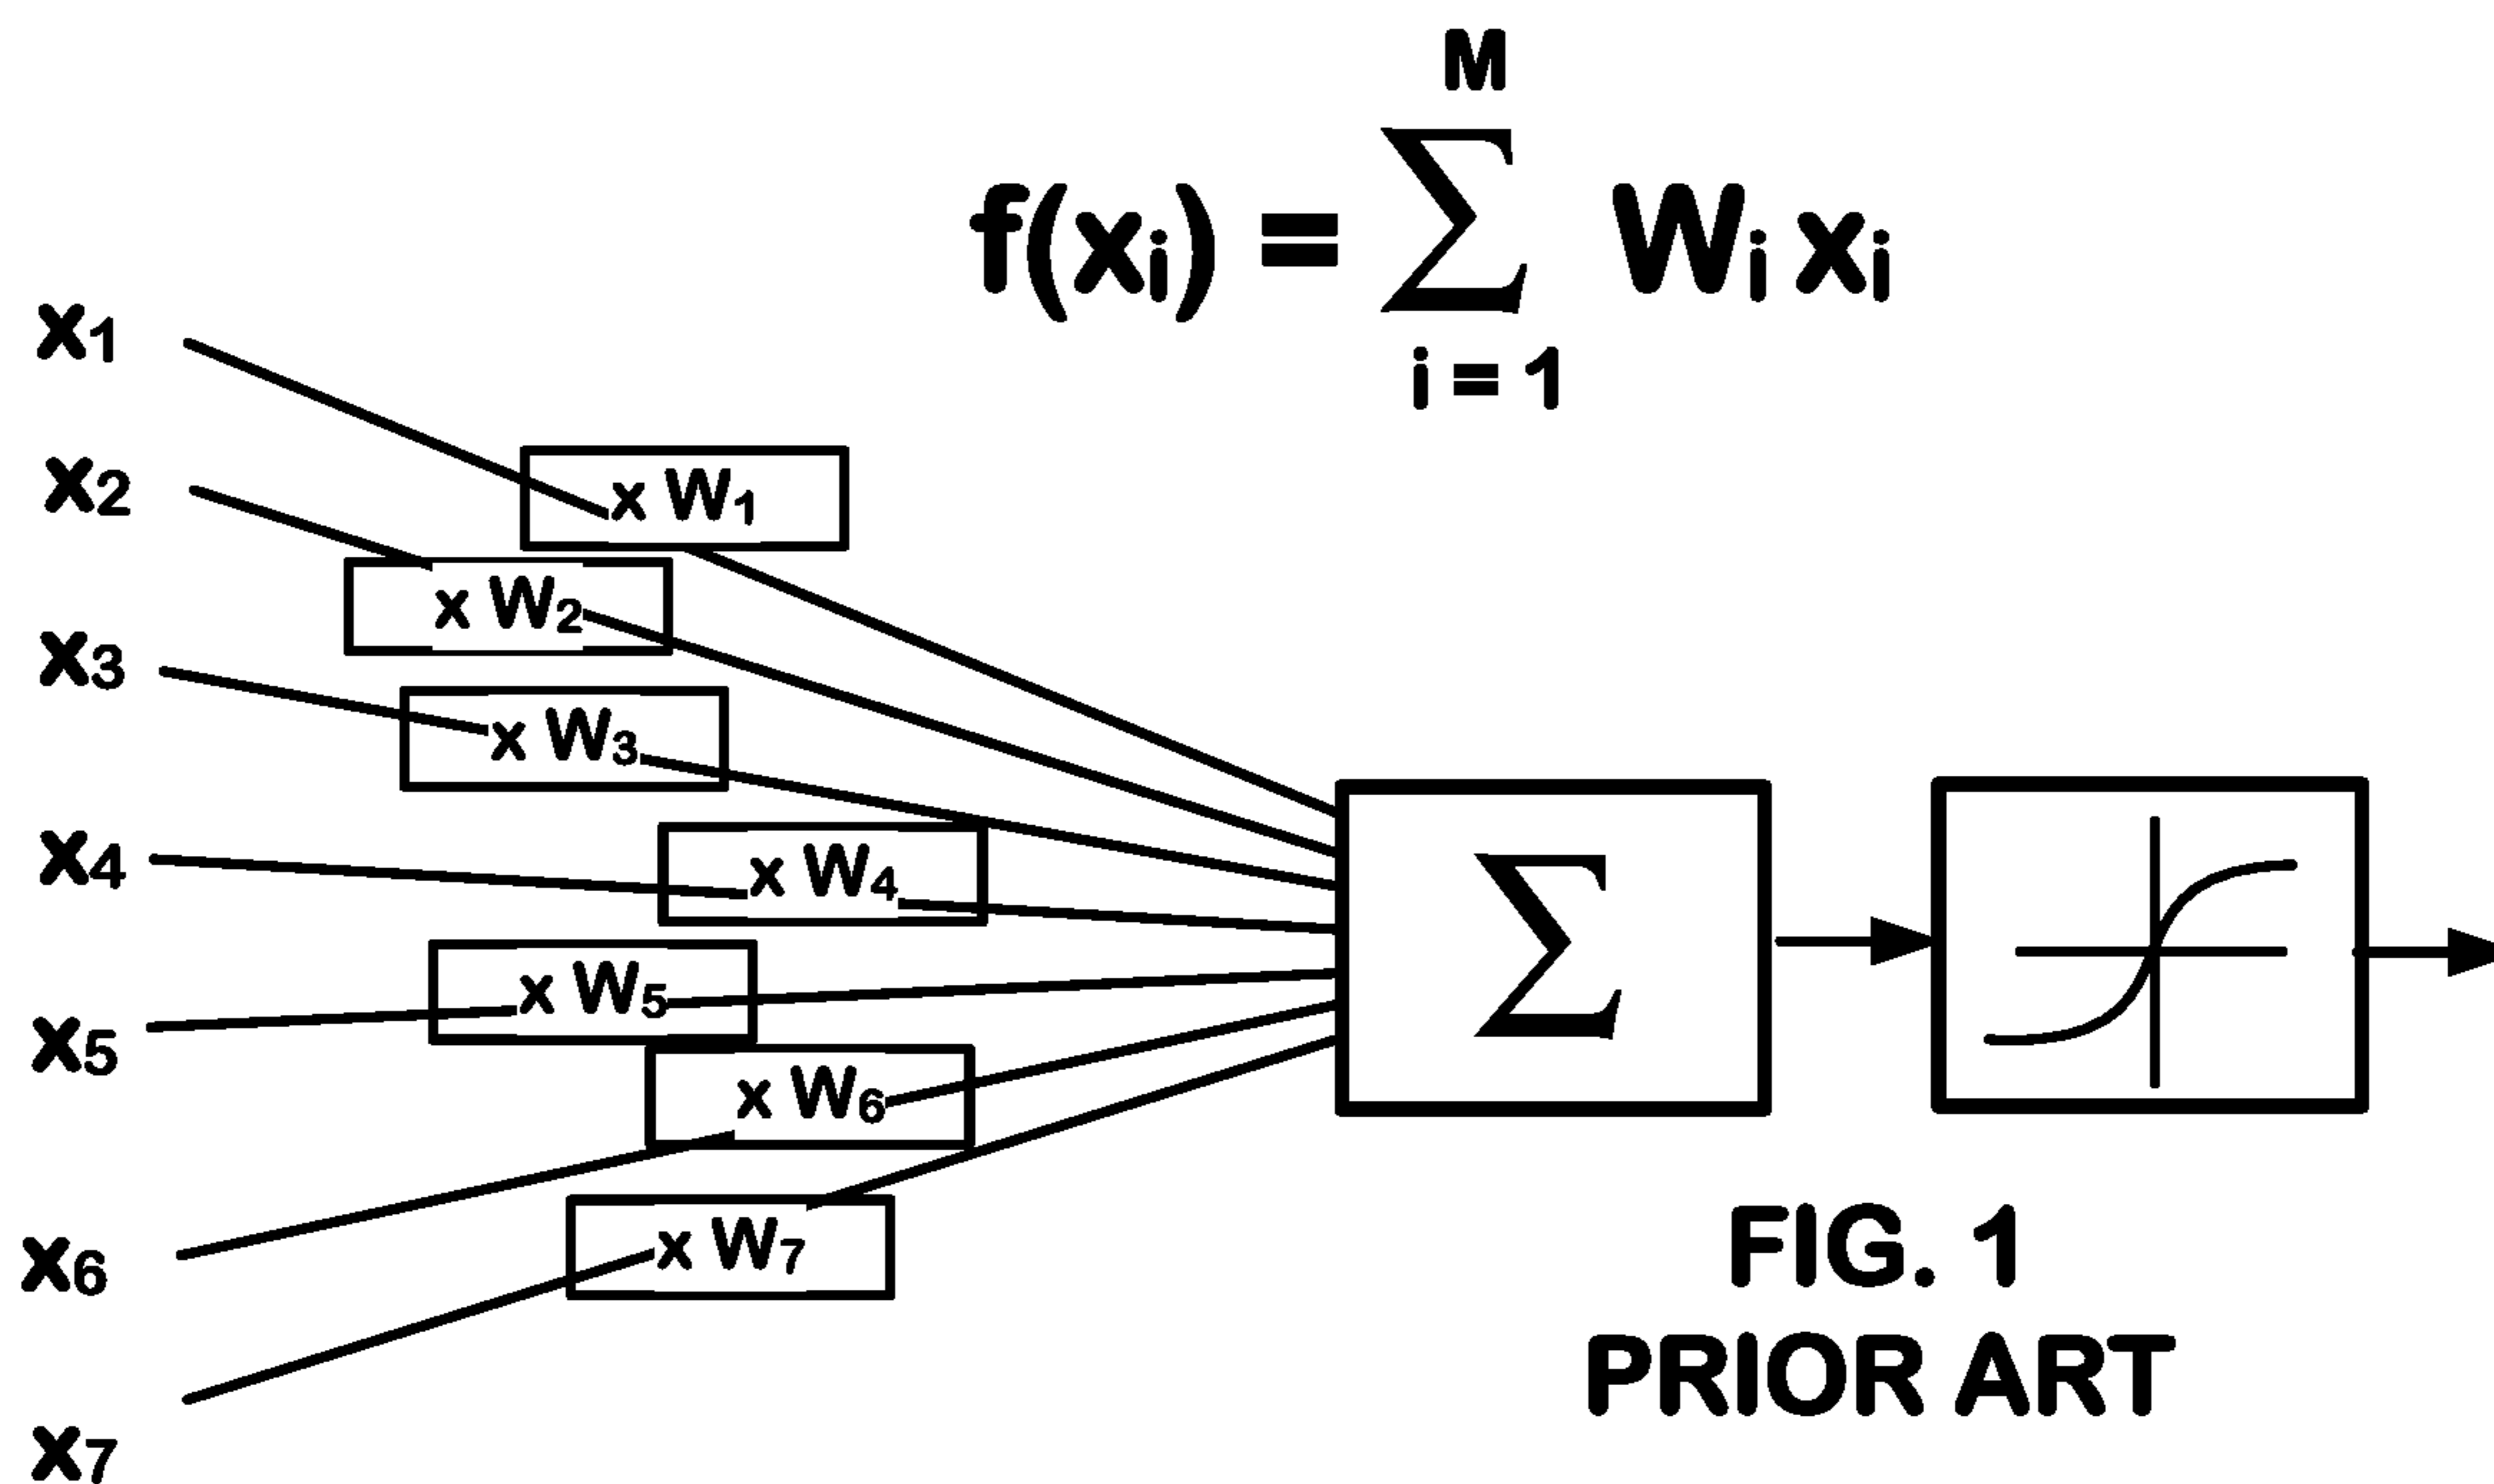 M
f(xi) = ∑ Wi xi
i = 1
x1
x2
x3
x4
x5
x6
x7
x W1
x W2
x W3
x W4
x W5
x W6
x W7
∑
FIG. 1
PRIOR ART